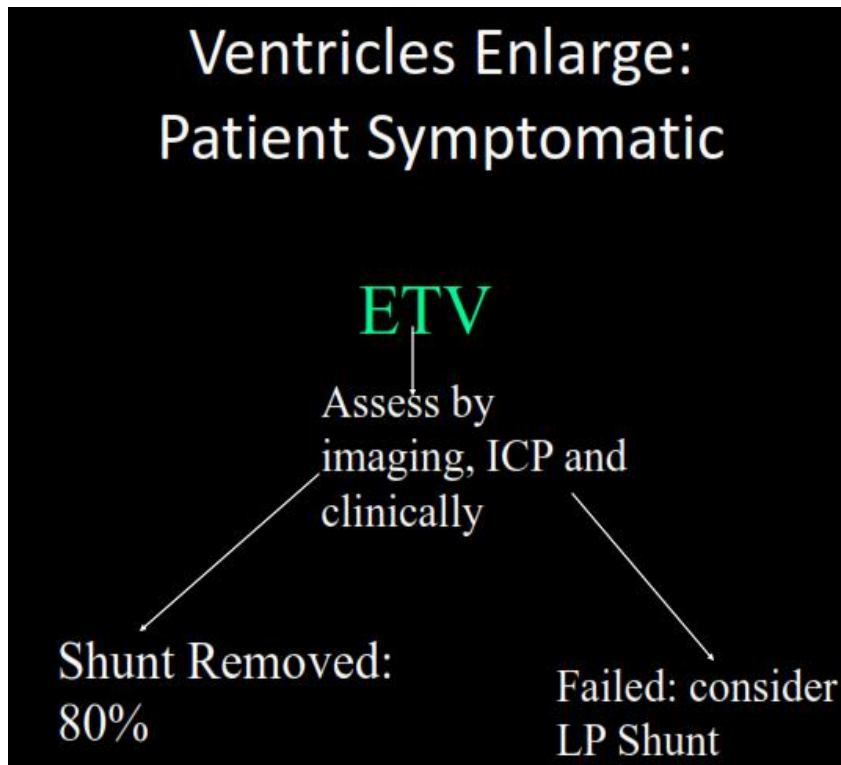 Ventricles Enlarge:
Patient Symptomatic
ETV
Assess by
imaging, ICP and
clinically
Shunt Removed:
80%
Failed: consider
LP Shunt